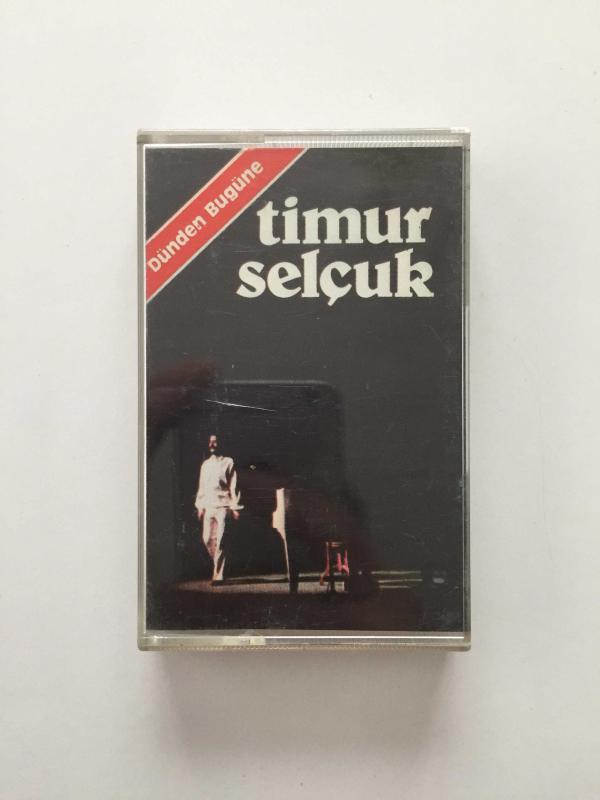 Dünden Bugüne
timur
selçuk